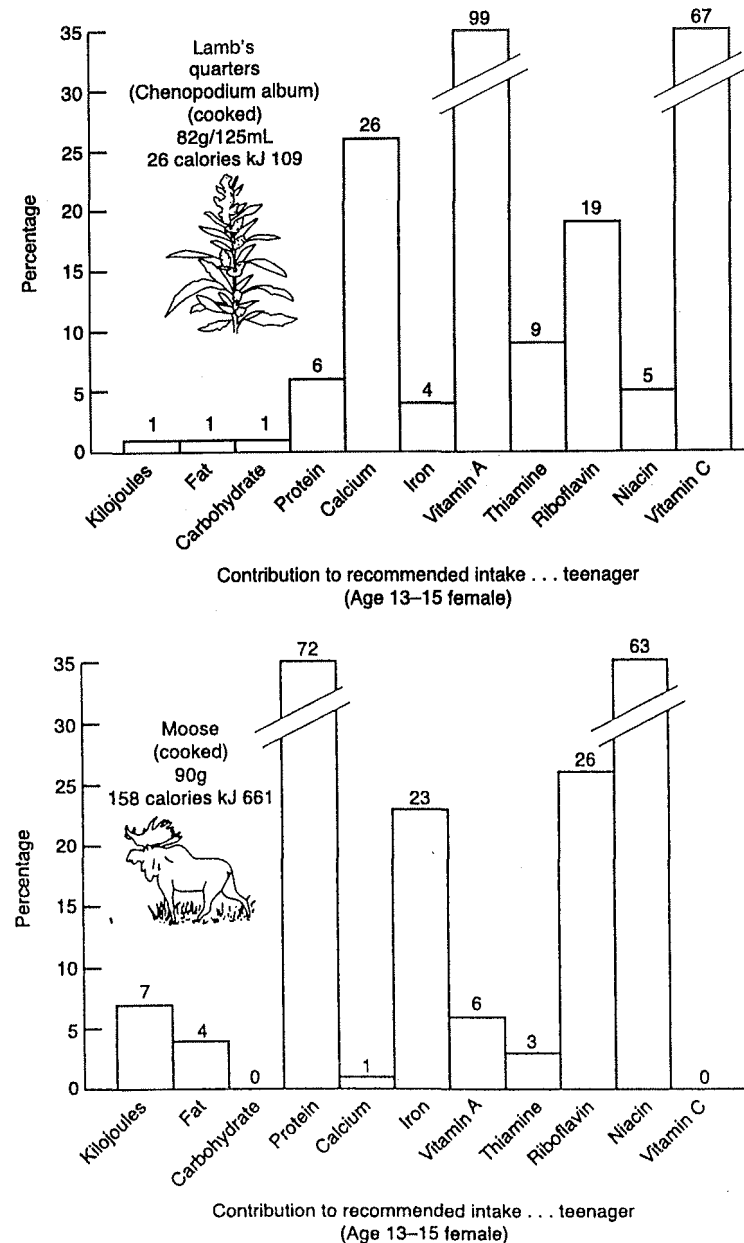 99
67
35
30
25
20
15
10
5
0
Percentage
Lamb's
quarters
(Chenopodium album)
(cooked)
82g/125mL
26 calories kJ 109
1
1
1
6
26
4
9
19
5
Kilojoules
Fat
Carbohydrate
Protein
Calcium
Iron
Vitamin A
Thiamine
Riboflavin
Niacin
Vitamin C
Contribution to recommended intake . . . teenager
(Age 13–15 female)
72
63
35
30
25
20
15
10
5
0
Percentage
Moose
(cooked)
90g
158 calories kJ 661
7
4
0
1
23
6
3
26
0
Kilojoules
Fat
Carbohydrate
Protein
Calcium
Iron
Vitamin A
Thiamine
Riboflavin
Niacin
Vitamin C
Contribution to recommended intake . . . teenager
(Age 13–15 female)